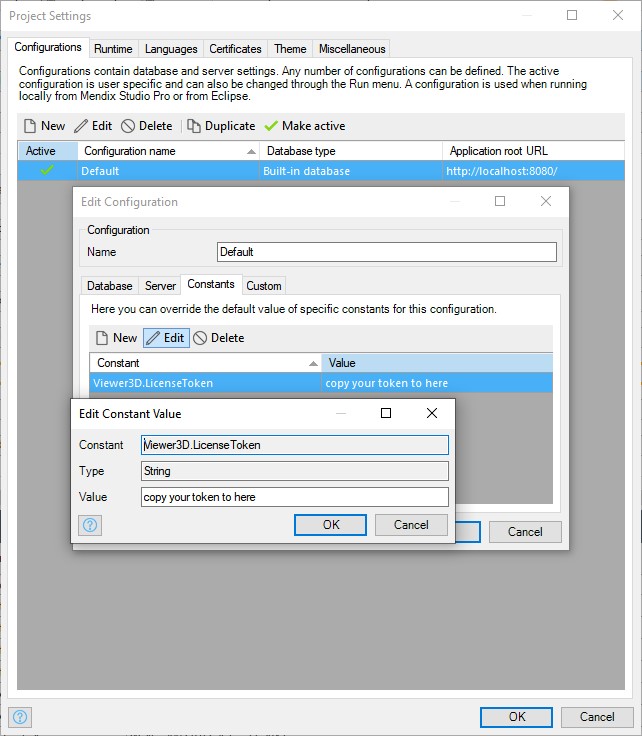 Project Settings
Configurations Runtime Languages Certificates Theme Miscellaneous
Configurations contain database and server settings. Any number of configurations can be defined. The active
configuration is user specific and can also be changed through the Run menu. A configuration is used when running
locally from Mendix Studio Pro or from Eclipse.
New Edit Delete Duplicate Make active
Active Configuration name Database type Application root URL
Default Built-in database http://localhost:8080/
Edit Configuration
Configuration
Name Default
Database Server Constants Custom
Here you can override the default value of specific constants for this configuration.
New Edit Delete
Constant Value
Viewer3D.LicenseToken copy your token to here
Edit Constant Value
Constant Viewer3D.LicenseToken
Type String
Value copy your token to here
? OK Cancel
Cancel
? OK Cancel